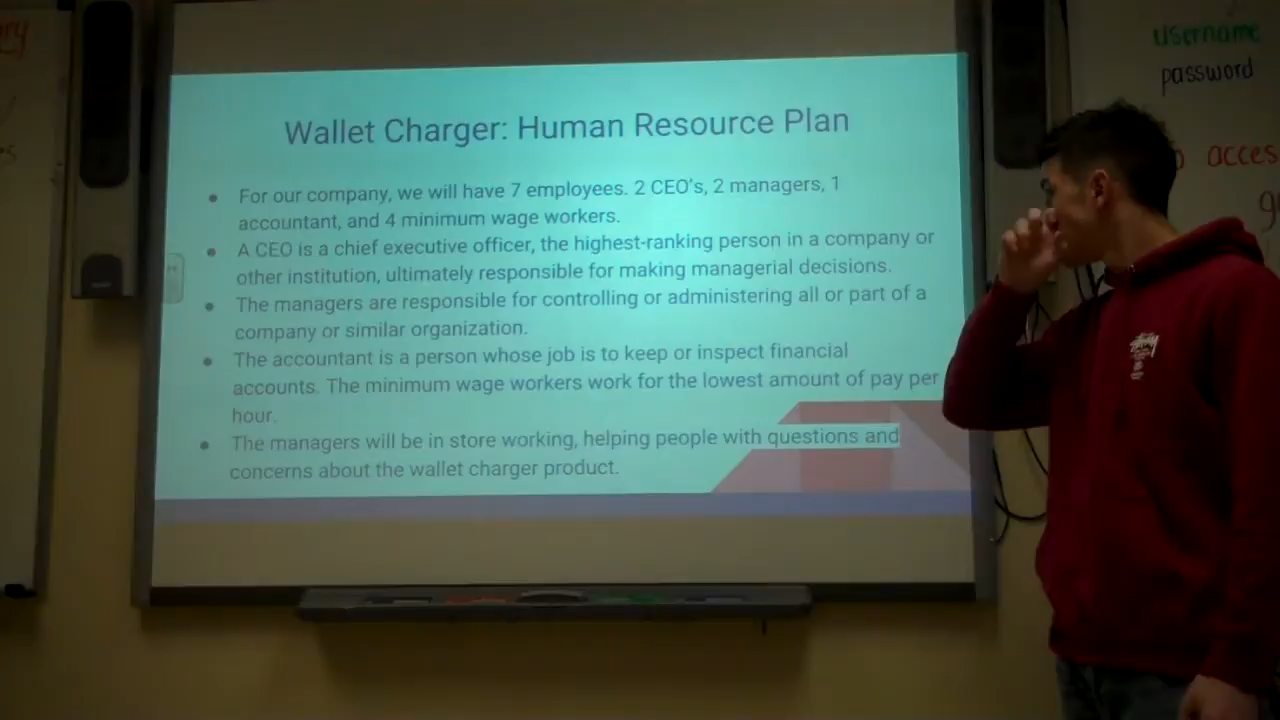 Wallet Charger: Human Resource Plan
For our company, we will have 7 employees. 2 CEO's, 2 managers, 1
accountant, and 4 minimum wage workers.
A CEO is a chief executive officer, the highest-ranking person in a company or
other institution, ultimately responsible for making managerial decisions.
The managers are responsible for controlling or administering all or part of a
company or similar organization.
The accountant is a person whose job is to keep or inspect financial
accounts. The minimum wage workers work for the lowest amount of pay per
hour.
The managers will be in store working, helping people with questions and
concerns about the wallet charger product.
username
password
Stüssy